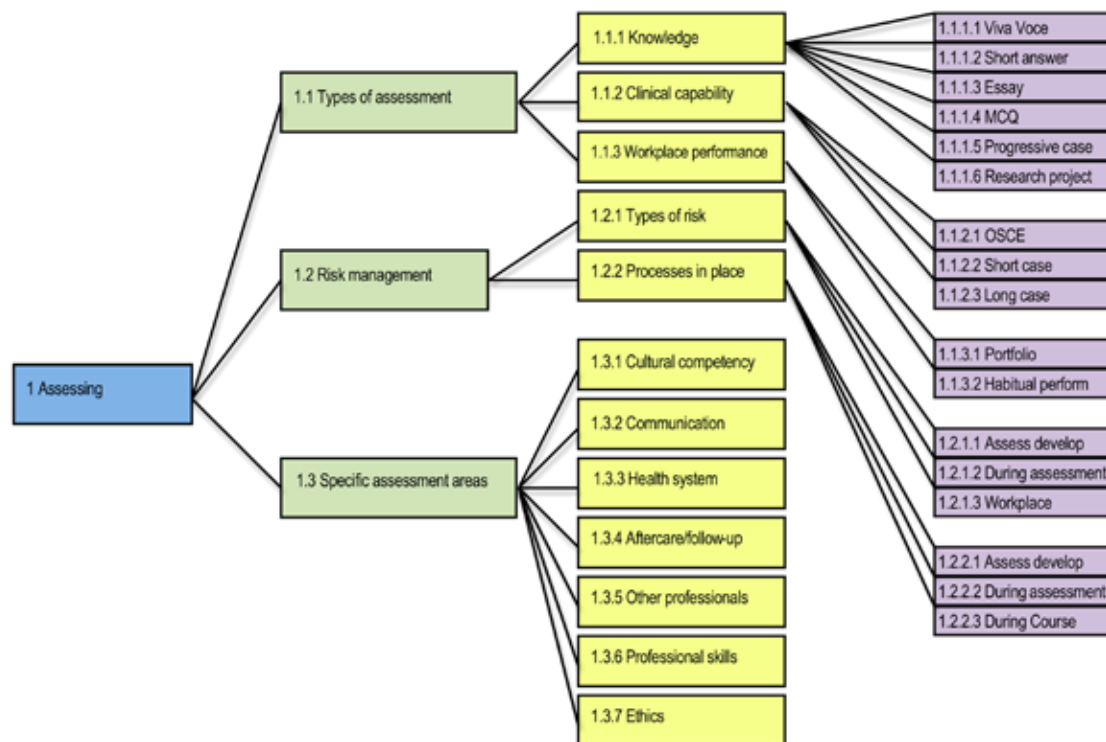 1 Assessing
1.1 Types of assessment
1.2 Risk management
1.3 Specific assessment areas
1.1.1 Knowledge
1.1.2 Clinical capability
1.1.3 Workplace performance
1.2.1 Types of risk
1.2.2 Processes in place
1.3.1 Cultural competency
1.3.2 Communication
1.3.3 Health system
1.3.4 Aftercare/follow-up
1.3.5 Other professionals
1.3.6 Professional skills
1.3.7 Ethics
1.1.1.1 Viva Voce
1.1.1.2 Short answer
1.1.1.3 Essay
1.1.1.4 MCQ
1.1.1.5 Progressive case
1.1.1.6 Research project
1.1.2.1 OSCE
1.1.2.2 Short case
1.1.2.3 Long case
1.1.3.1 Portfolio
1.1.3.2 Habitual perform
1.2.1.1 Assess develop
1.2.1.2 During assessment
1.2.1.3 Workplace
1.2.2.1 Assess develop
1.2.2.2 During assessment
1.2.2.3 During Course